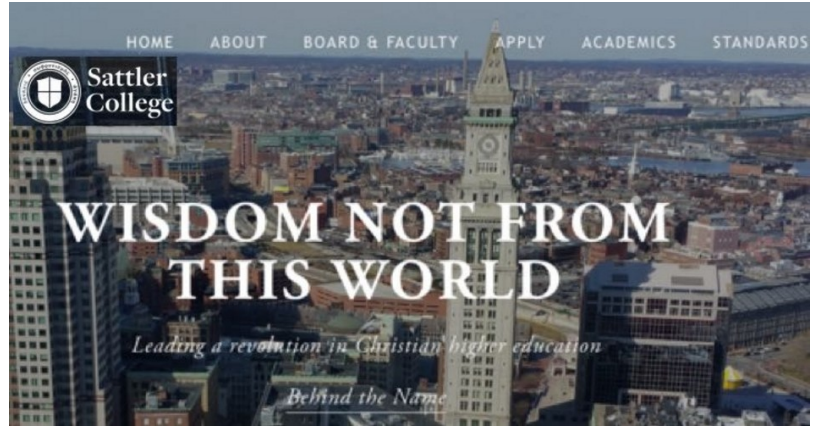 HOME ABOUT BOARD & FACULTY APPLY ACADEMICS STANDARDS
Sattler
College
WISDOM NOT FROM
THIS WORLD
Leading a revolution in Christian higher education
Behind the Name